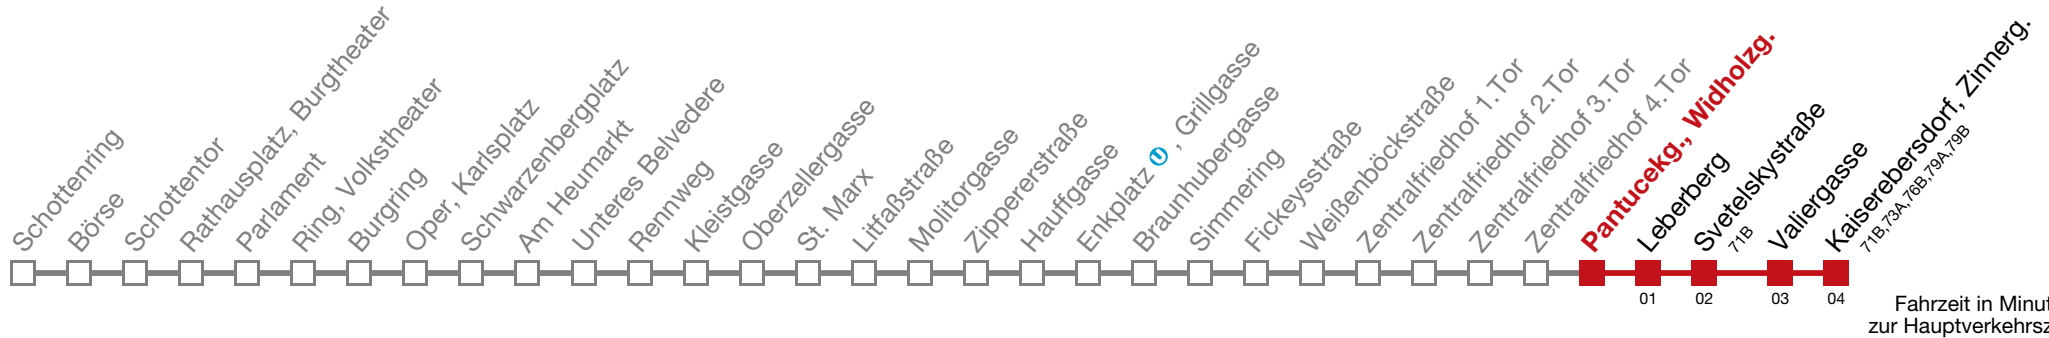 Schottenring
Börse
Schottentor
Rathausplatz, Burgtheater
Parlament
Ring, Volkstheater
Burgring
Oper, Karlsplatz
Schwarzenbergplatz
Am Heumarkt
Unteres Belvedere
Rennweg
Kleistgasse
Oberzellergasse
St. Marx
Litfaßstraße
Molitorgasse
Zippererstraße
Hauffgasse
Enkplatz U , Grillgasse
Braunhubergasse
Simmering
Fickeysstraße
Weißenböckstraße
Zentralfriedhof 1.Tor
Zentralfriedhof 2.Tor
Zentralfriedhof 3.Tor
Zentralfriedhof 4.Tor
Pantucekg., Widholzg.
Leberberg
Svetelskystraße
71B
Valiergasse
Kaiserebersdorf, Zinnerg.
71B,73A,76B,79A,79B
01
02
03
04
Fahrzeit in Minut
zur Hauptverkehrsz